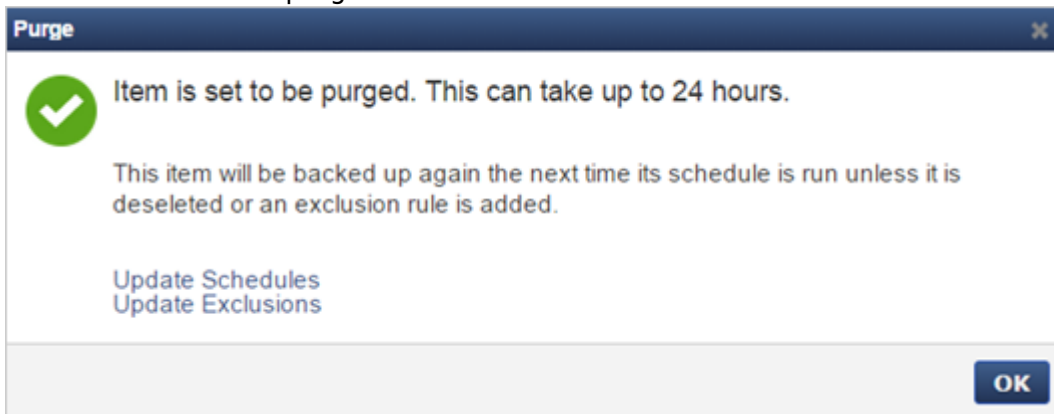 Purge
Item is set to be purged. This can take up to 24 hours.
This item will be backed up again the next time its schedule is run unless it is
deseleted or an exclusion rule is added.
Update Schedules
Update Exclusions
OK